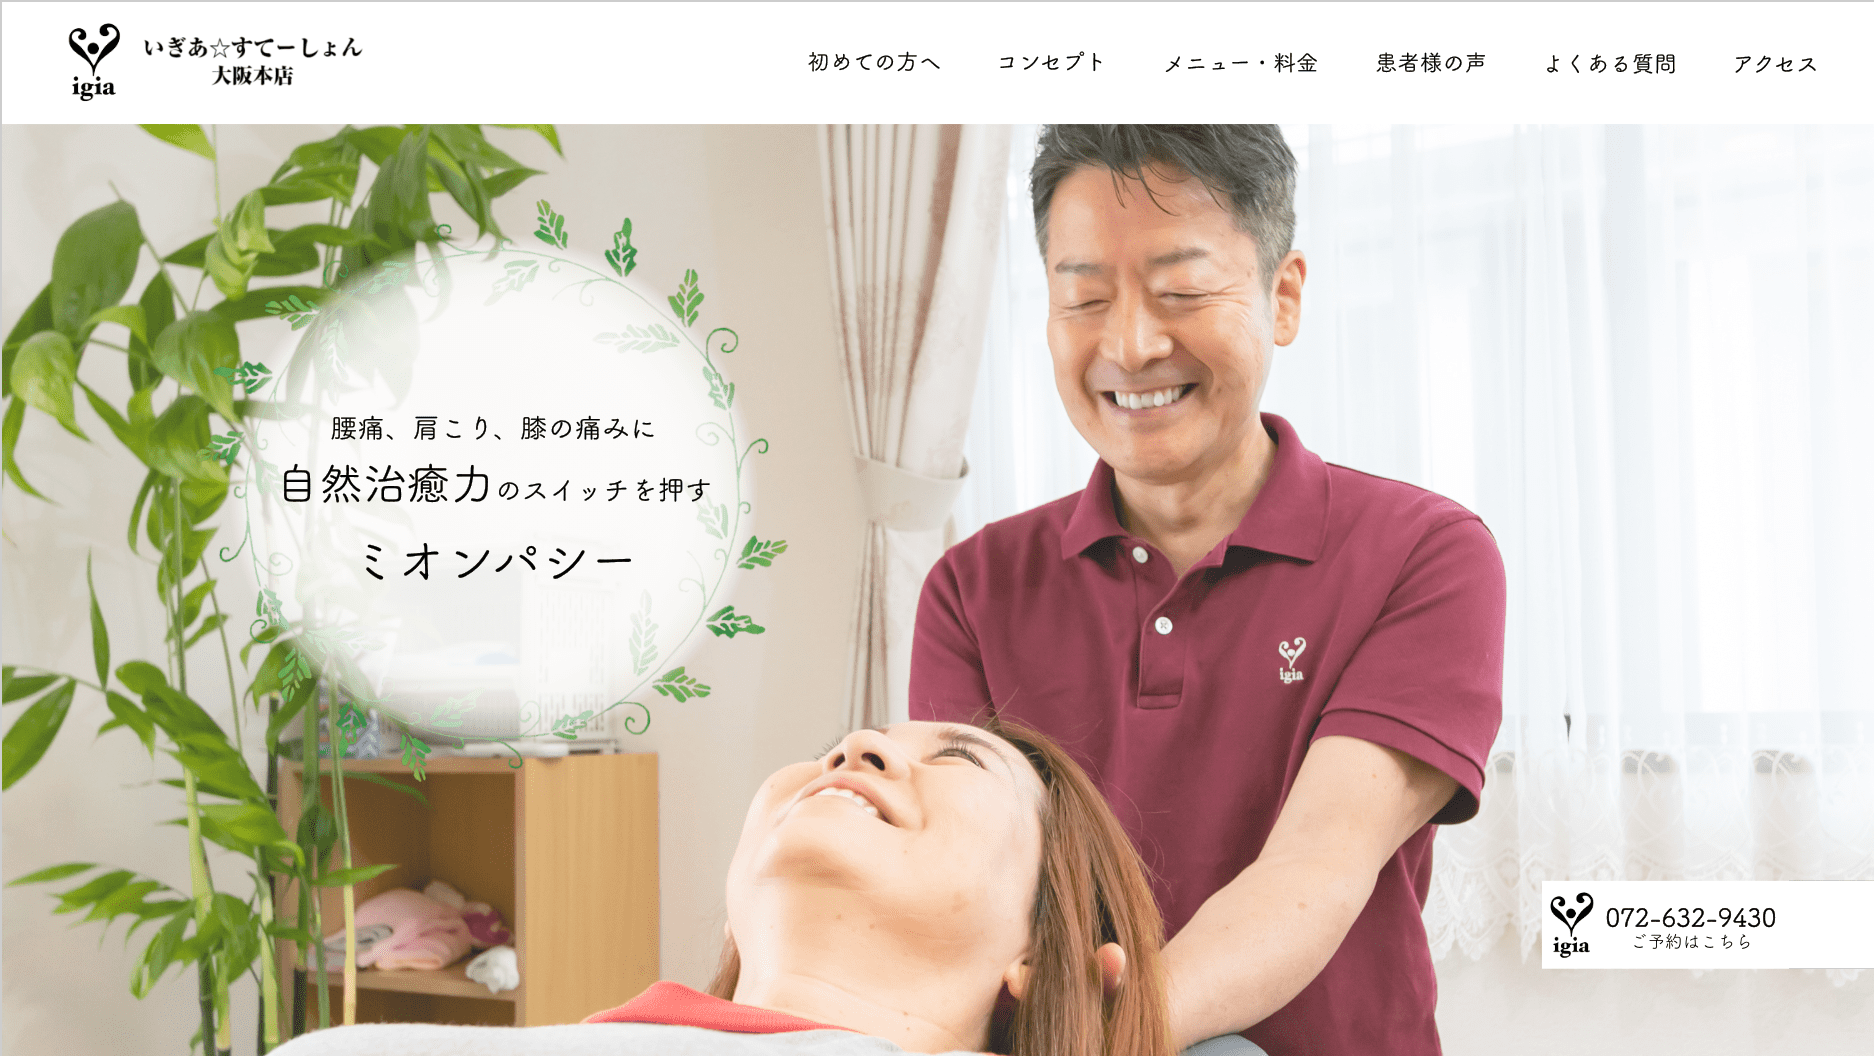 igia
いぎあ☆すてーしょん
大阪本店
初めての方へ
コンセプト
メニュー・料金
患者様の声
よくある質問
アクセス
腰痛、肩こり、膝の痛みに
自然治癒力のスイッチを押す
ミオンパシー
igia
igia
072-632-9430
ご予約はこちら